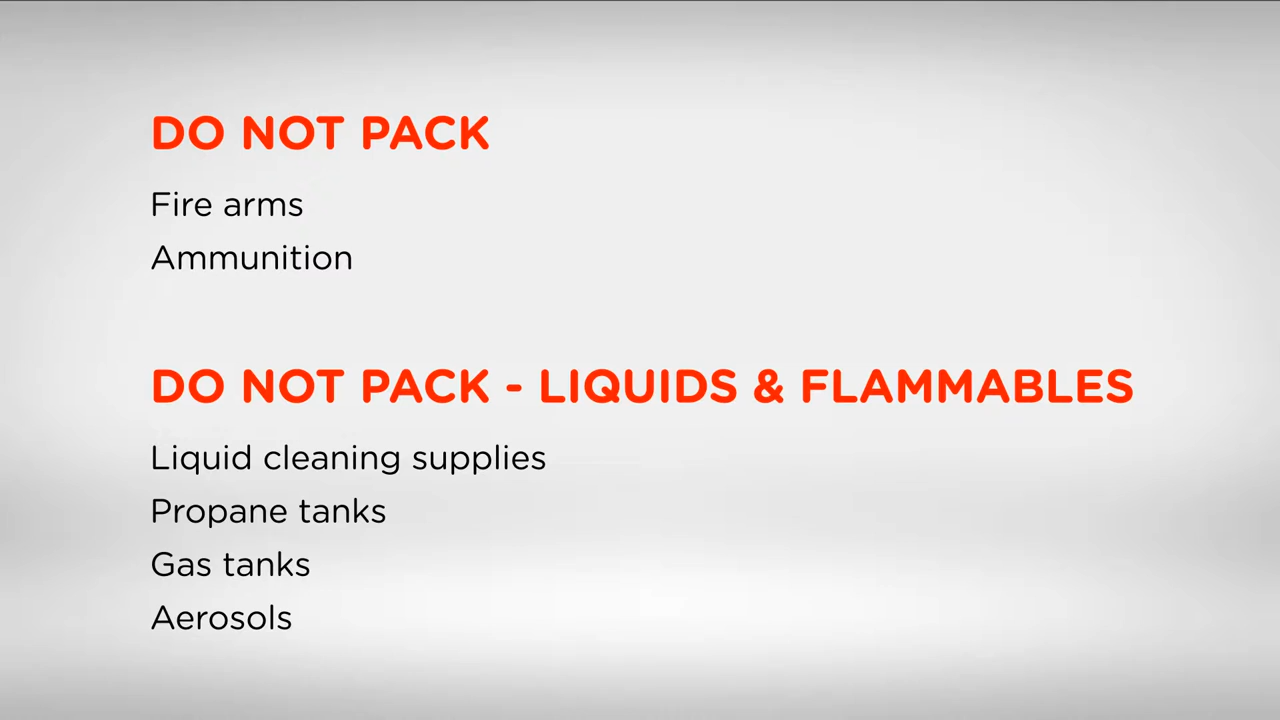 DO NOT PACK
Fire arms
Ammunition
DO NOT PACK - LIQUIDS & FLAMMABLES
Liquid cleaning supplies
Propane tanks
Gas tanks
Aerosols